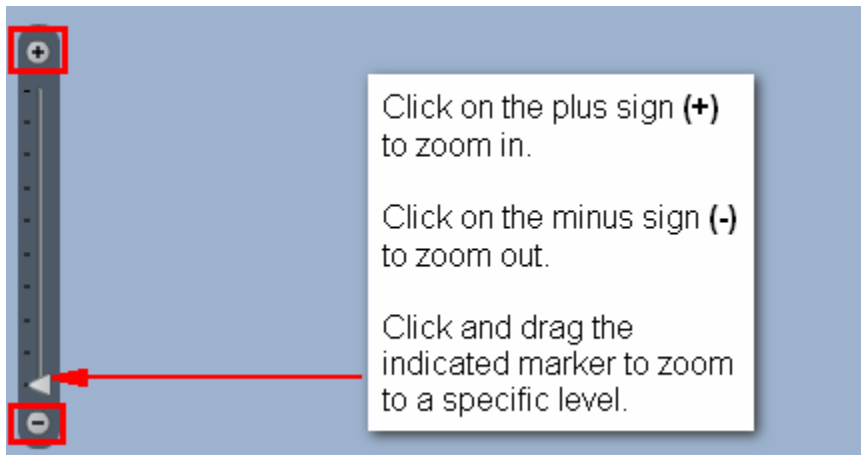 Click on the plus sign (+)
to zoom in.
Click on the minus sign (-)
to zoom out.
Click and drag the
indicated marker to zoom
to a specific level.